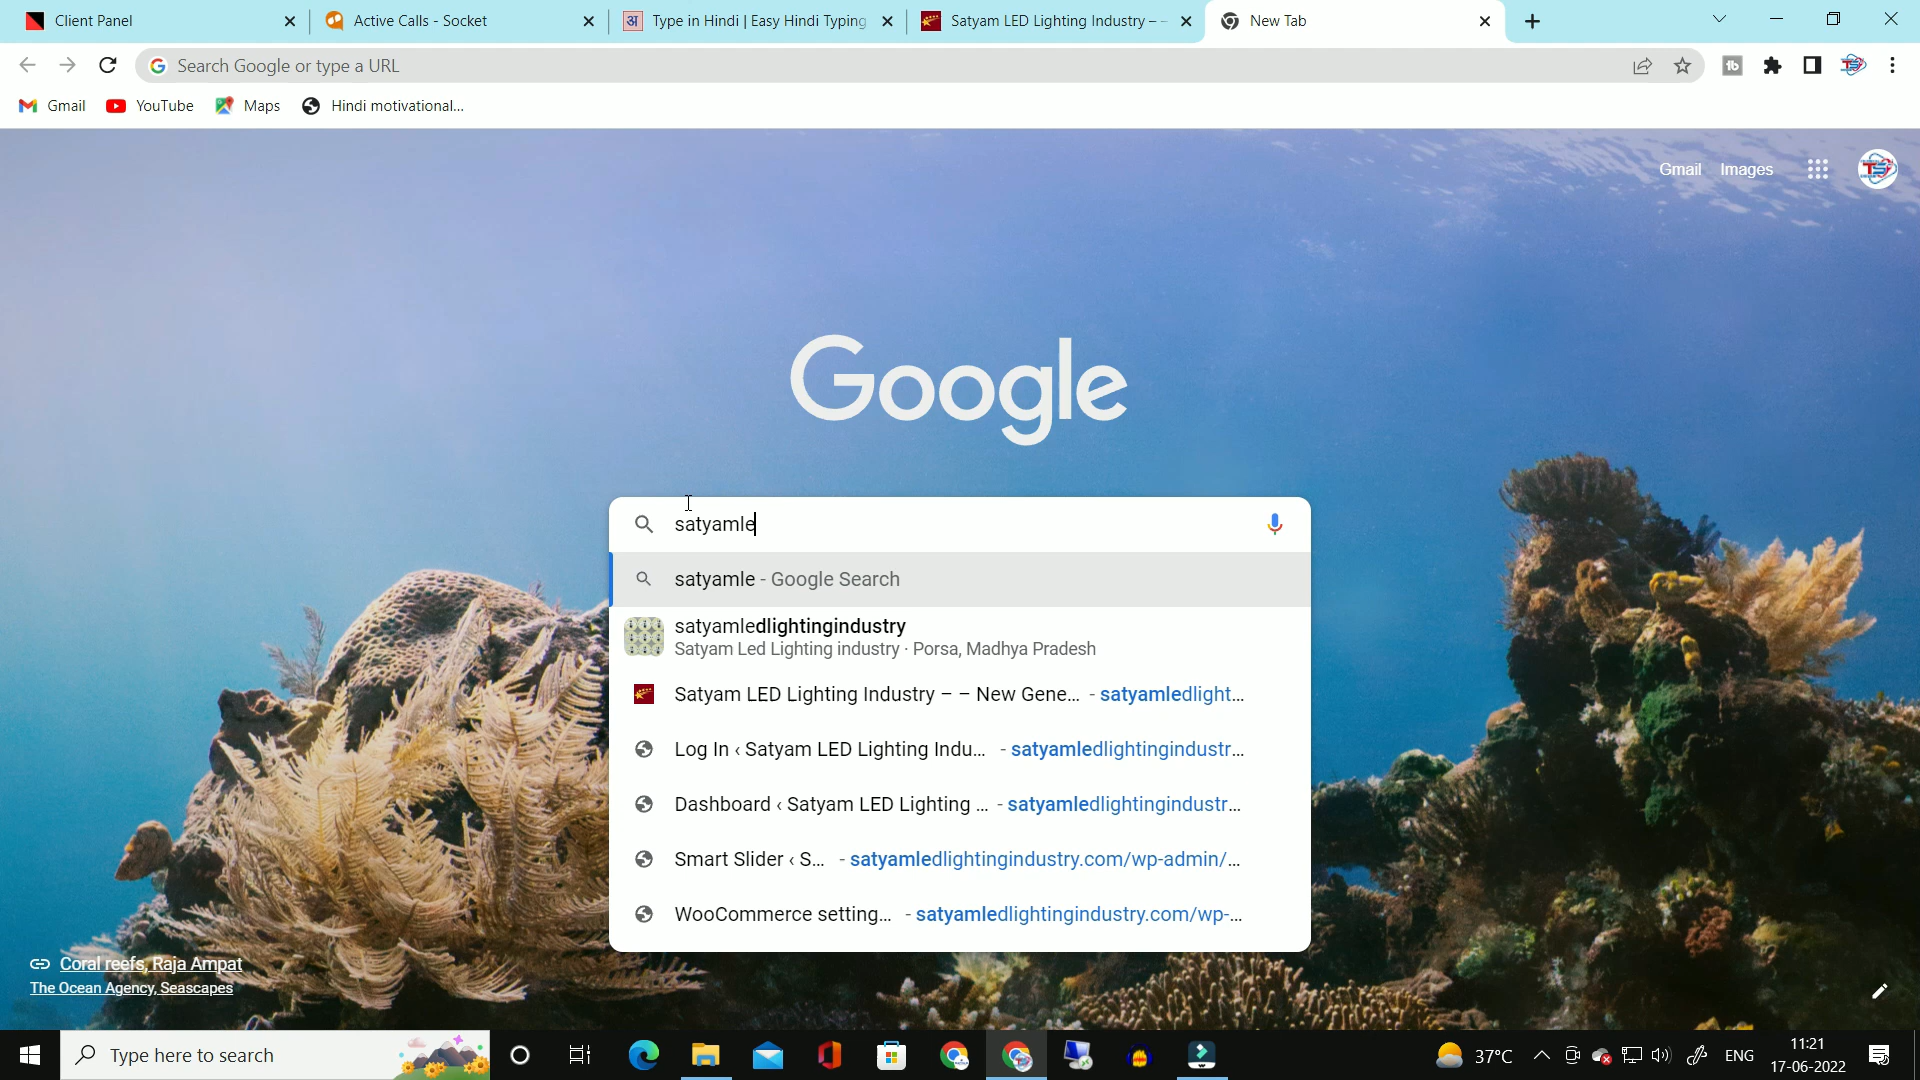 Client Panel
Active Calls - Socket
Type in Hindi | Easy Hindi Typing
Satyam LED Lighting Industry – –
New Tab
Search Google or type a URL
Gmail
YouTube
Maps
Hindi motivational...
Gmail Images
Google
satyamle
satyamle - Google Search
satyamledlightingindustry
Satyam Led Lighting industry · Porsa, Madhya Pradesh
Satyam LED Lighting Industry – – New Gene... - satyamledlight...
Log In ‹ Satyam LED Lighting Indu... - satyamledlightingindustr...
Dashboard ‹ Satyam LED Lighting ... - satyamledlightingindustr...
Smart Slider ‹ S... - satyamledlightingindustry.com/wp-admin/...
WooCommerce setting... - satyamledlightingindustry.com/wp-...
Coral reefs, Raja Ampat
The Ocean Agency, Seascapes
Type here to search
37°C
ENG
11:21
17-06-2022